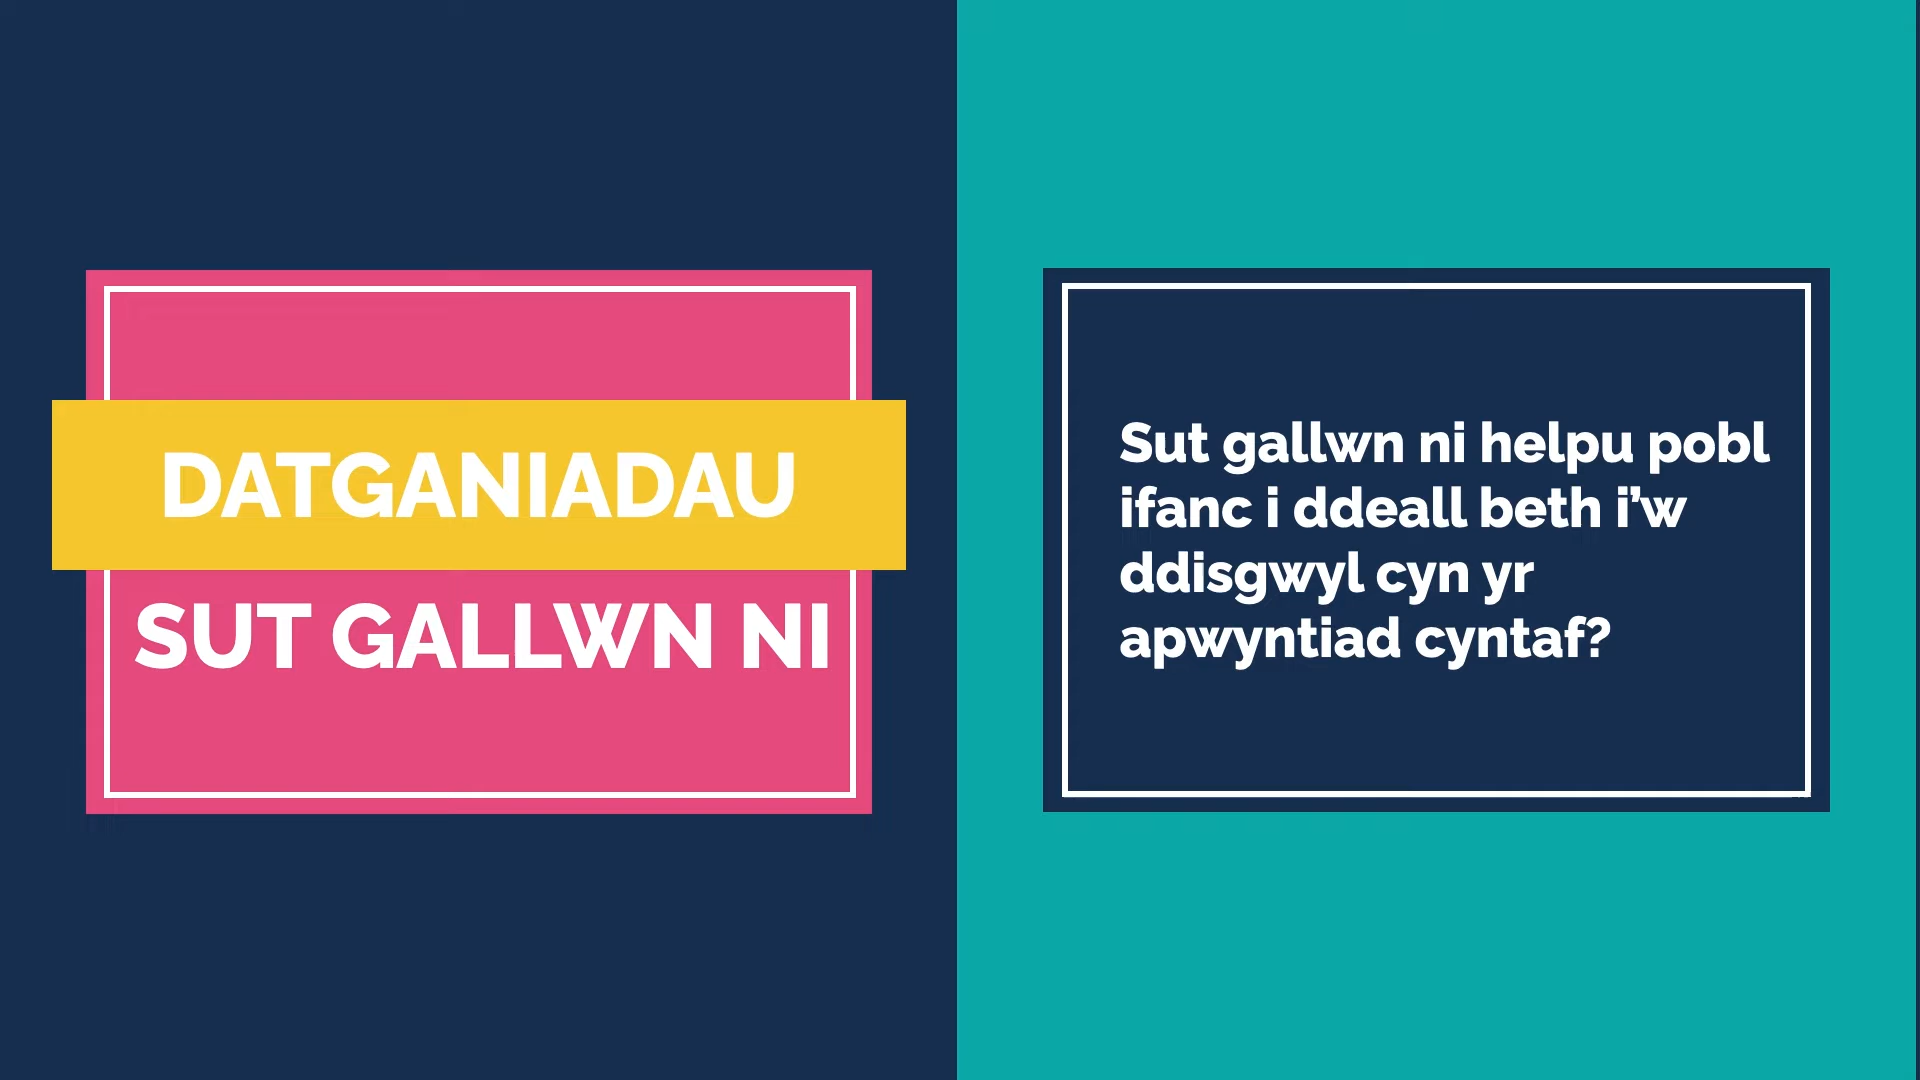 DATGANIADAU
SUT GALLWN NI
Sut gallwn ni helpu pobl
ifanc i ddeall beth i’w
ddisgwyl cyn yr
apwyntiad cyntaf?